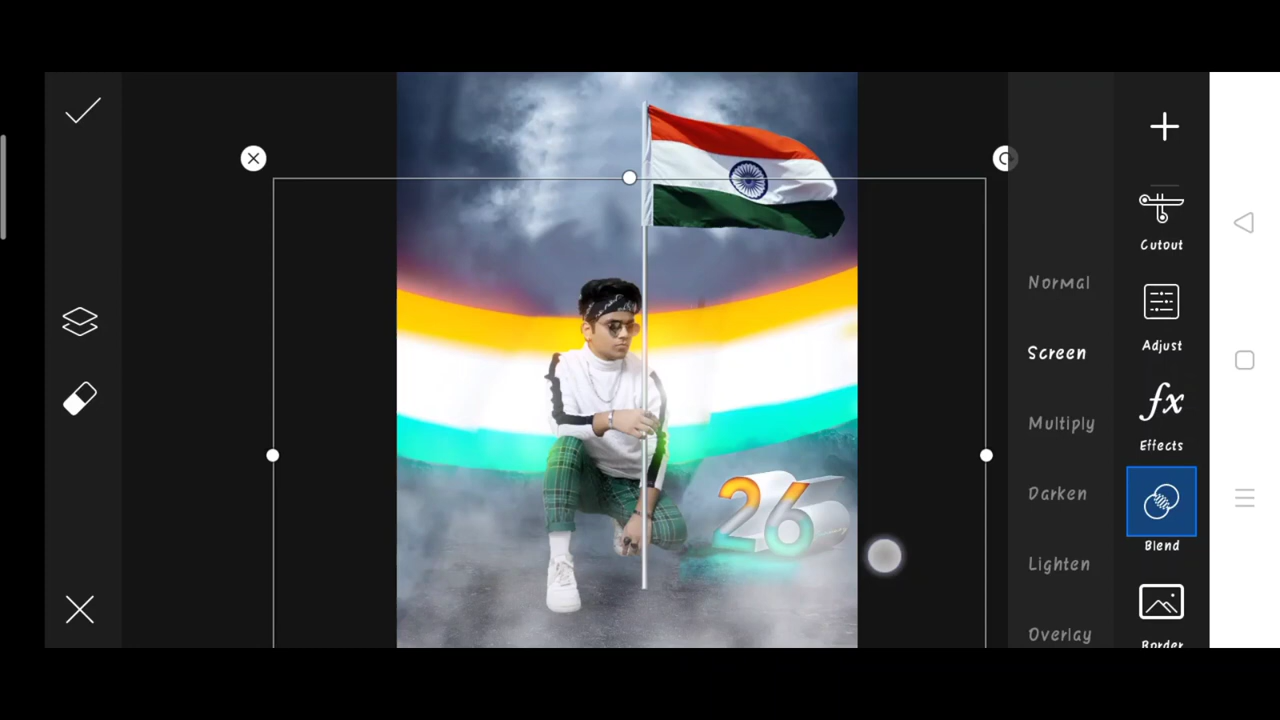 26
Normal
Screen
Multiply
Darken
Lighten
Overlay
Cutout
Adjust
fx
Effects
Blend
Border